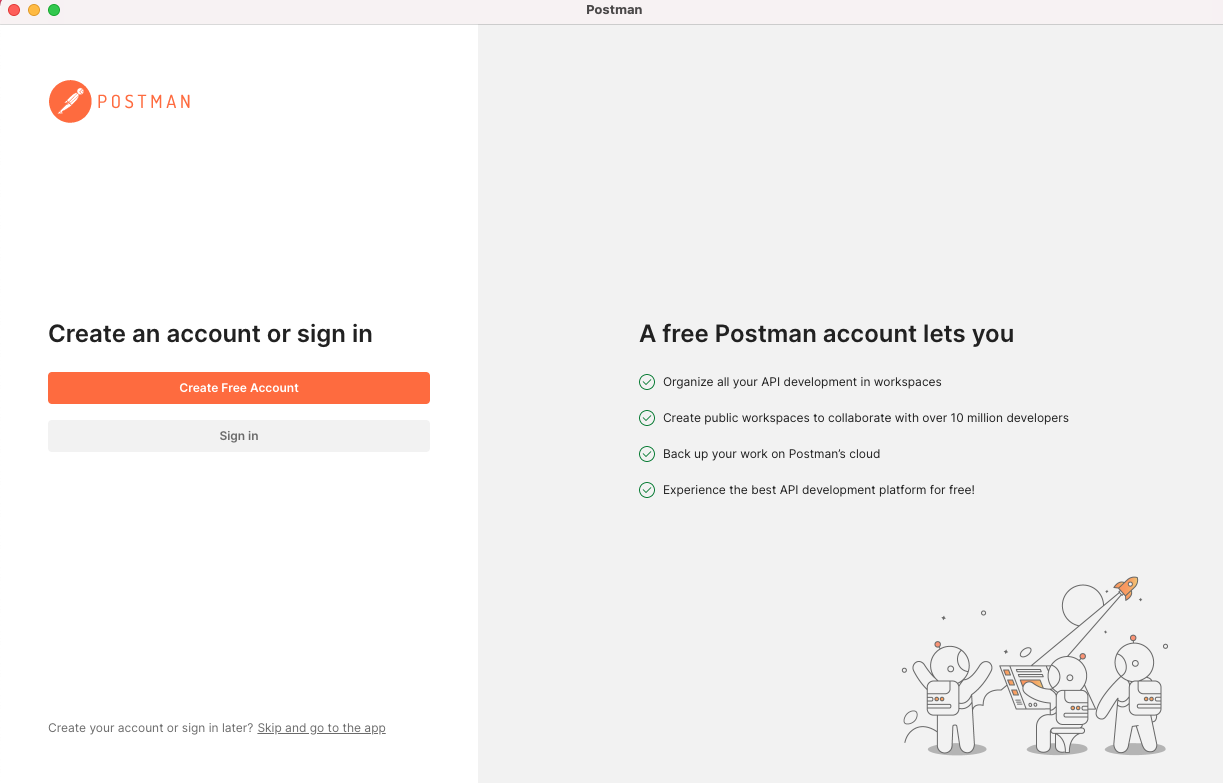 Postman
POSTMAN
Create an account or sign in
Create Free Account
Sign in
Create your account or sign in later? Skip and go to the app
A free Postman account lets you
Organize all your API development in workspaces
Create public workspaces to collaborate with over 10 million developers
Back up your work on Postman’s cloud
Experience the best API development platform for free!